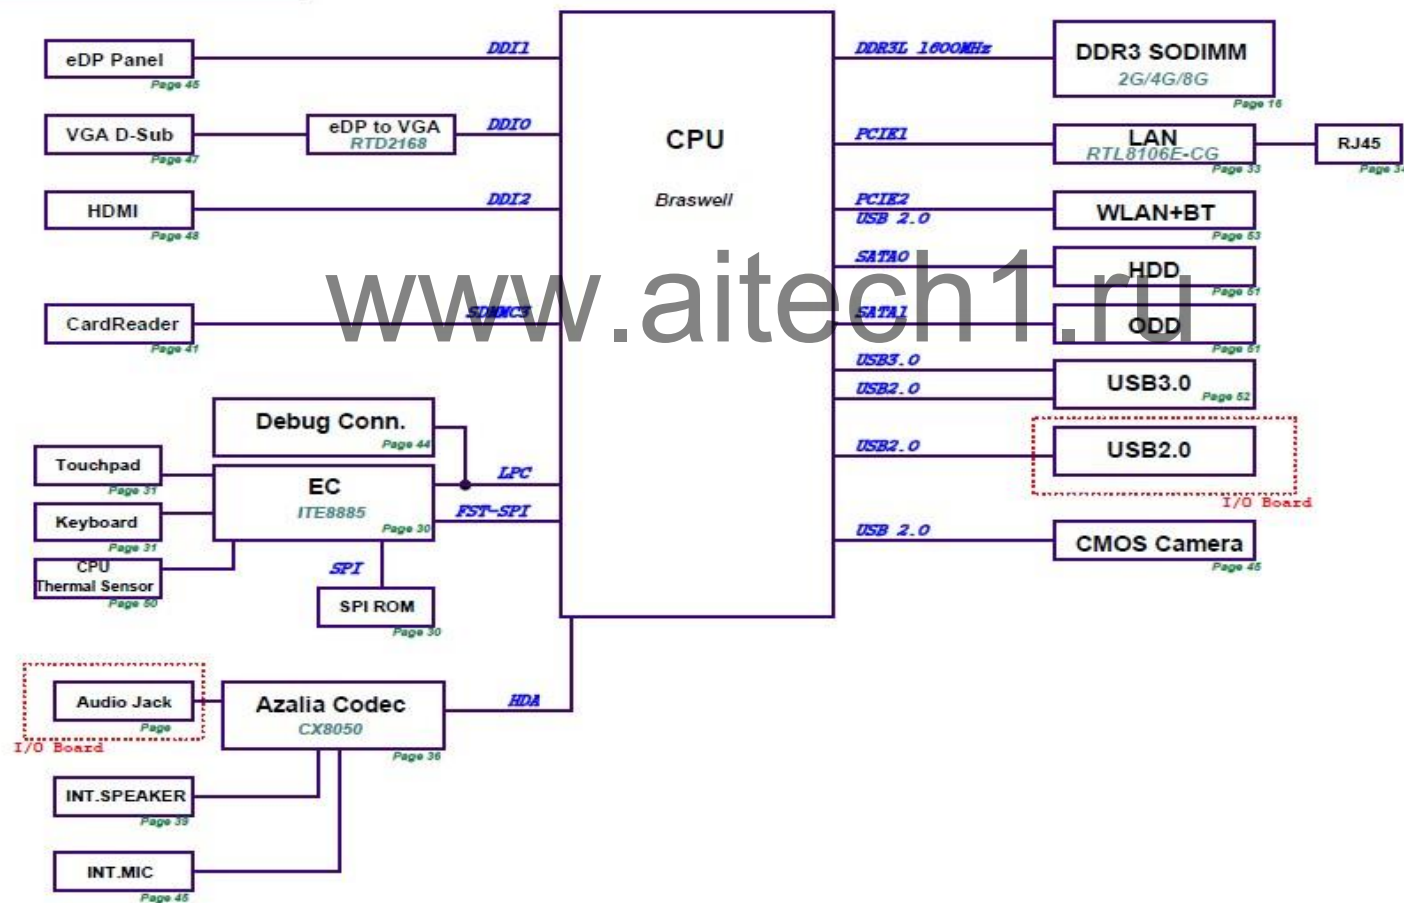 eDP Panel
Page 45
DDI1
VGA D-Sub
Page 47
eDP to VGA
RTD2168
DDI0
HDMI
Page 48
DDI2
CardReader
Page 41
SDMMC3
Debug Conn.
Page 44
Touchpad
Page 31
EC
ITE8885
Page 30
LPC
FST-SPI
Keyboard
Page 31
CPU
Thermal Sensor
Page 50
SPI
SPI ROM
Page 30
Audio Jack
Page
I/O Board
Azalia Codec
CX8050
Page 36
HDA
INT.SPEAKER
Page 39
INT.MIC
Page 45
CPU
Braswell
DDR3L 1600MHz
DDR3 SODIMM
2G/4G/8G
Page 16
PCIE1
LAN
RTL8106E-CG
Page 33
RJ45
Page 34
PCIE2
USB 2.0
WLAN+BT
Page 53
SATA0
HDD
Page 51
SATA1
ODD
Page 51
USB3.0
USB2.0
USB3.0
Page 52
USB2.0
USB2.0
I/O Board
USB 2.0
CMOS Camera
Page 45
www.aitech1.ru